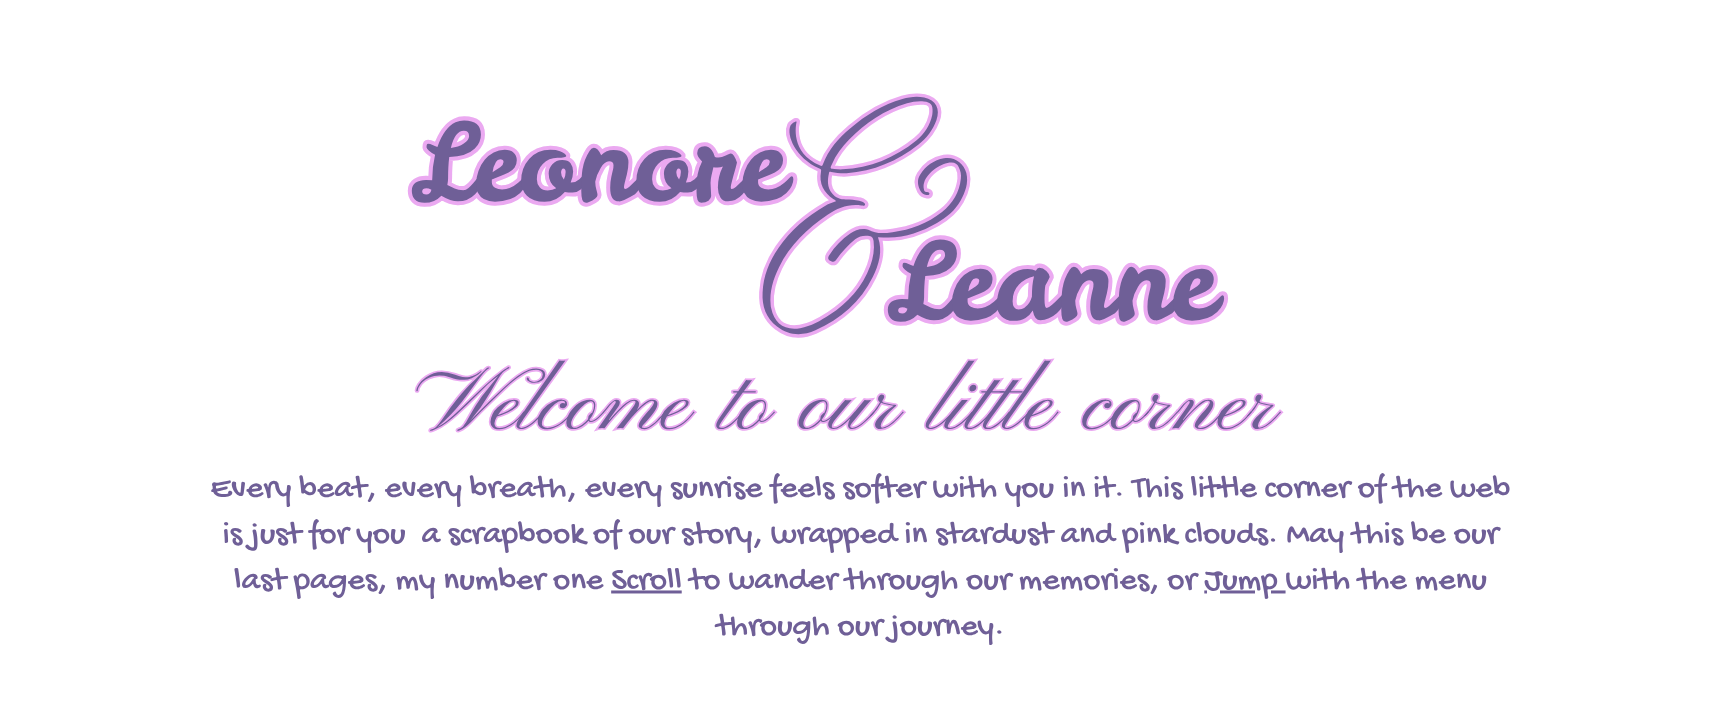 Leonore
&
Leanne
Welcome to our little corner
Every beat, every breath, every sunrise feels softer with you in it. This little corner of the web
is just for you  a scrapbook of our story, wrapped in stardust and pink clouds. May this be our
last pages, my number one Scroll to wander through our memories, or Jump with the menu
through our journey.